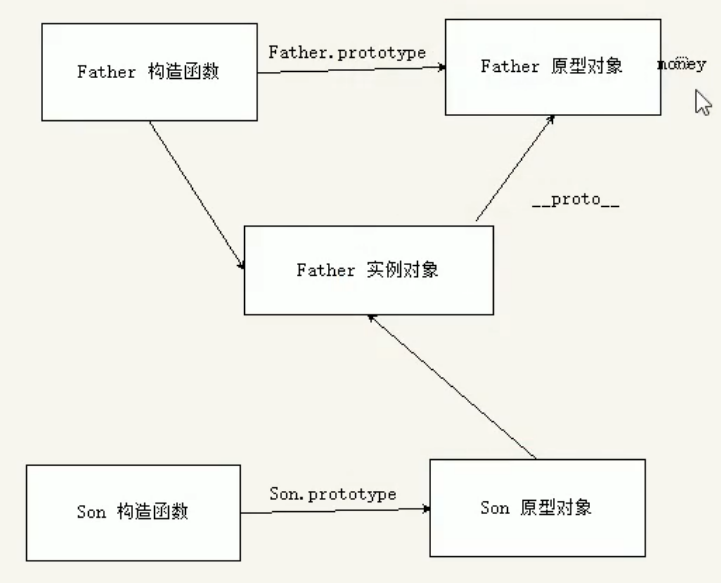 Father 构造函数
Father.prototype
Father 原型对象
money
__proto__
Father 实例对象
Son 构造函数
Son.prototype
Son 原型对象